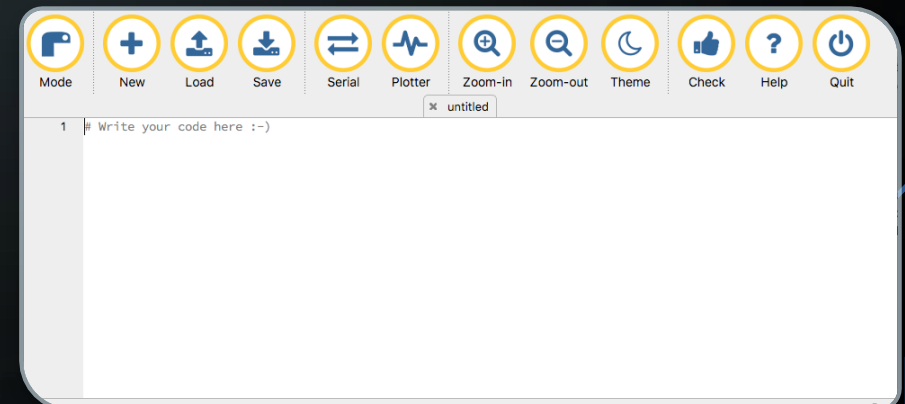 Mode New Load Save Serial Plotter Zoom-in Zoom-out Theme Check Help Quit
untitled
1 # Write your code here :-)